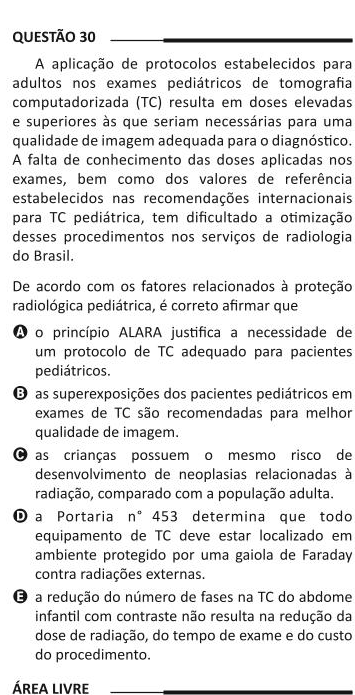 QUESTÃO 30
A aplicação de protocolos estabelecidos para
adultos nos exames pediátricos de tomografia
computadorizada (TC) resulta em doses elevadas
e superiores às que seriam necessárias para uma
qualidade de imagem adequada para o diagnóstico.
A falta de conhecimento das doses aplicadas nos
exames, bem como dos valores de referência
estabelecidos nas recomendações internacionais
para TC pediátrica, tem dificultado a otimização
desses procedimentos nos serviços de radiologia
do Brasil.
De acordo com os fatores relacionados à proteção
radiológica pediátrica, é correto afirmar que
A o princípio ALARA justifica a necessidade de
um protocolo de TC adequado para pacientes
pediátricos.
B as superexposições dos pacientes pediátricos em
exames de TC são recomendadas para melhor
qualidade de imagem.
C as crianças possuem o mesmo risco de
desenvolvimento de neoplasias relacionadas à
radiação, comparado com a população adulta.
D a Portaria n° 453 determina que todo
equipamento de TC deve estar localizado em
ambiente protegido por uma gaiola de Faraday
contra radiações externas.
E a redução do número de fases na TC do abdome
infantil com contraste não resulta na redução da
dose de radiação, do tempo de exame e do custo
do procedimento.
ÁREA LIVRE